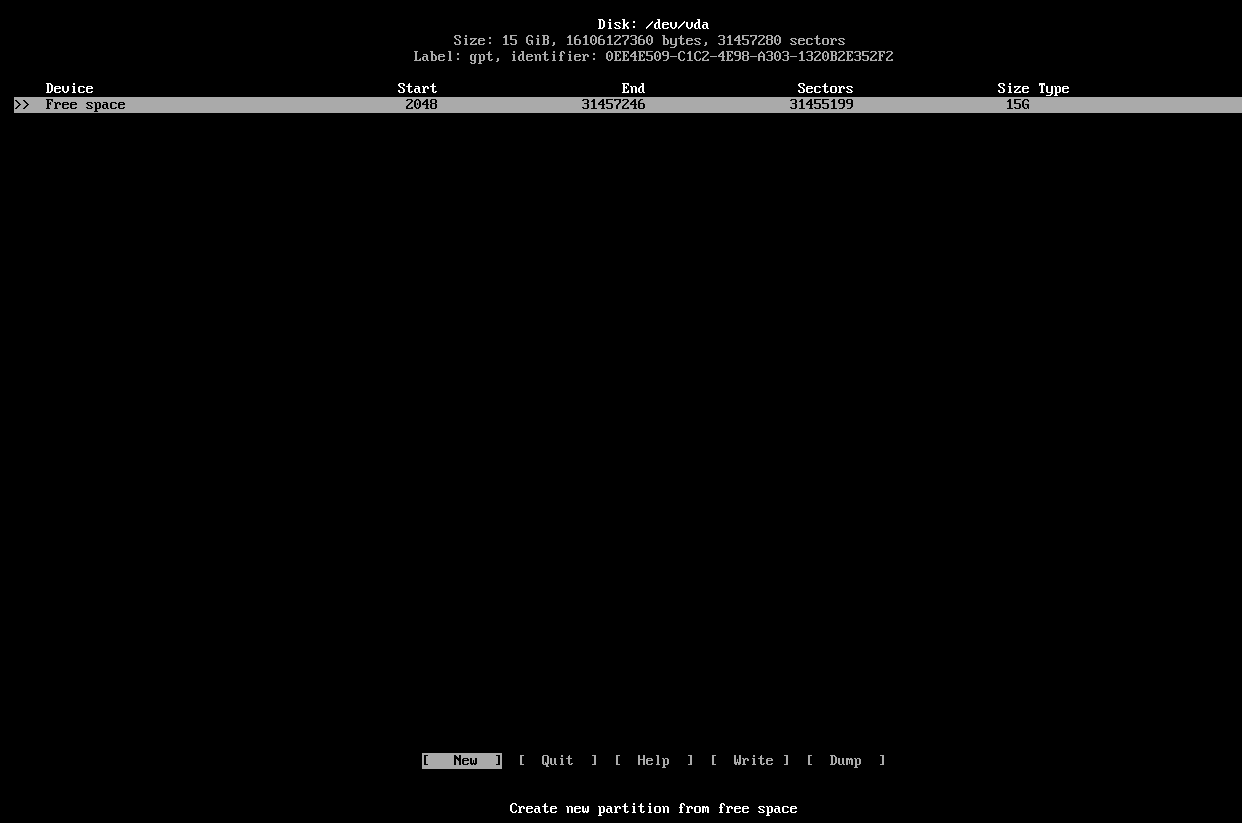 Disk: /dev/vda
Size: 15 GiB, 16106127360 bytes, 31457280 sectors
Label: gpt, identifier: 0EE4E509-C1C2-4E98-A303-1320B2E352F2
Device Start End Sectors Size Type
>> Free space 2048 31457246 31455199 15G
[ New ] [ Quit ] [ Help ] [ Write ] [ Dump ]
Create new partition from free space